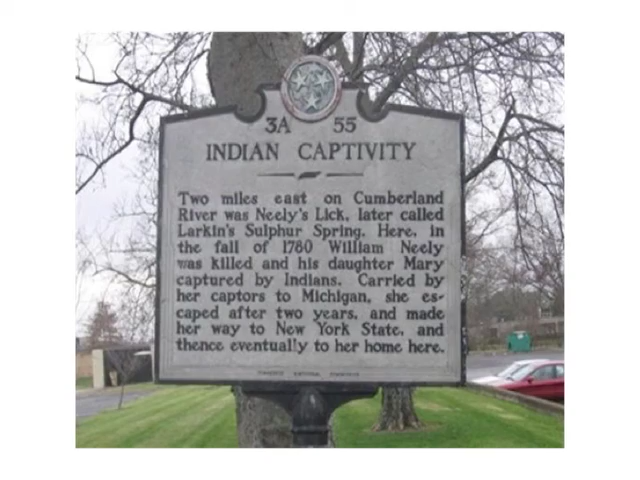 3A 55
INDIAN CAPTIVITY
Two miles east on Cumberland
River was Neely's Lick, later called
Larkin's Sulphur Spring. Here, in
the fall of 1780 William Neely
was killed and his daughter Mary
captured by Indians. Carried by
her captors to Michigan, she es-
caped after two years, and made
her way to New York State, and
thence eventually to her home here.